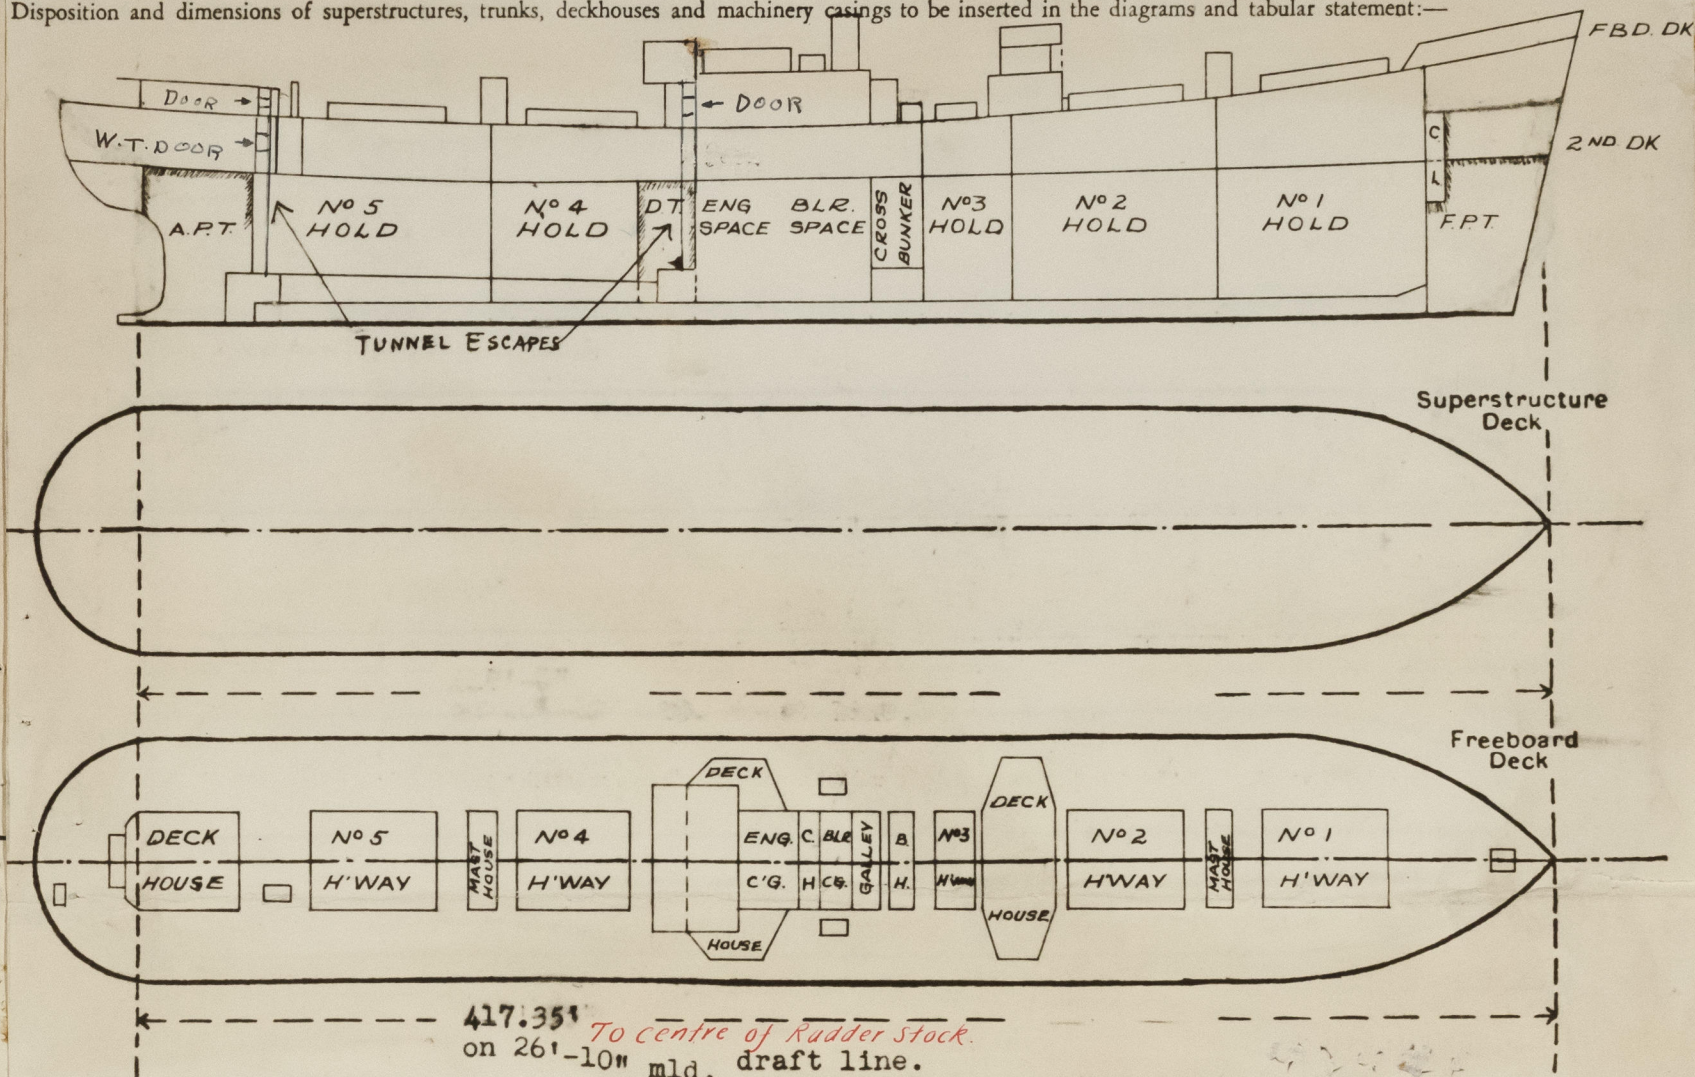 Disposition and dimensions of superstructures, trunks, deckhouses and machinery casings to be inserted in the diagrams and tabular statement:—
FBD. DK
DOOR
DOOR
W.T. DOOR
C
L
2ND. DK
A.P.T.
No 5
HOLD
No 4
HOLD
D.T.
ENG
SPACE
BLR.
SPACE
CROSS
BUNKER
No3
HOLD
No 2
HOLD
No 1
HOLD
F.P.T.
TUNNEL ESCAPES
Superstructure
Deck
Freeboard
Deck
DECK
HOUSE
No 5
H'WAY
MAST
HOUSE
No 4
H'WAY
DECK
HOUSE
ENG.
C'G.
C.
H
BLR
CG.
GALLEY
B.
H.
No3
DECK
HOUSE
No 2
H'WAY
MAST
HOUSE
No 1
H'WAY
417.35' To centre of Rudder Stock.
on 26'-10" mld. draft line.